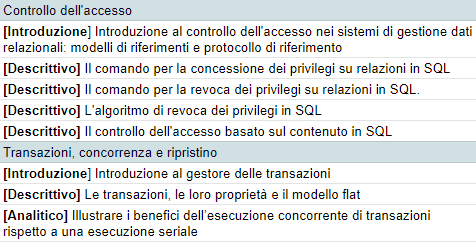 Controllo dell'accesso
[Introduzione] Introduzione al controllo dell'accesso nei sistemi di gestione dati
relazionali: modelli di riferimenti e protocollo di riferimento
[Descrittivo] Il comando per la concessione dei privilegi su relazioni in SQL
[Descrittivo] Il comando per la revoca dei privilegi su relazioni in SQL.
[Descrittivo] L'algoritmo di revoca dei privilegi in SQL
[Descrittivo] Il controllo dell'accesso basato sul contenuto in SQL
Transazioni, concorrenza e ripristino
[Introduzione] Introduzione al gestore delle transazioni
[Descrittivo] Le transazioni, le loro proprietà e il modello flat
[Analitico] Illustrare i benefici dell'esecuzione concorrente di transazioni
rispetto a una esecuzione seriale